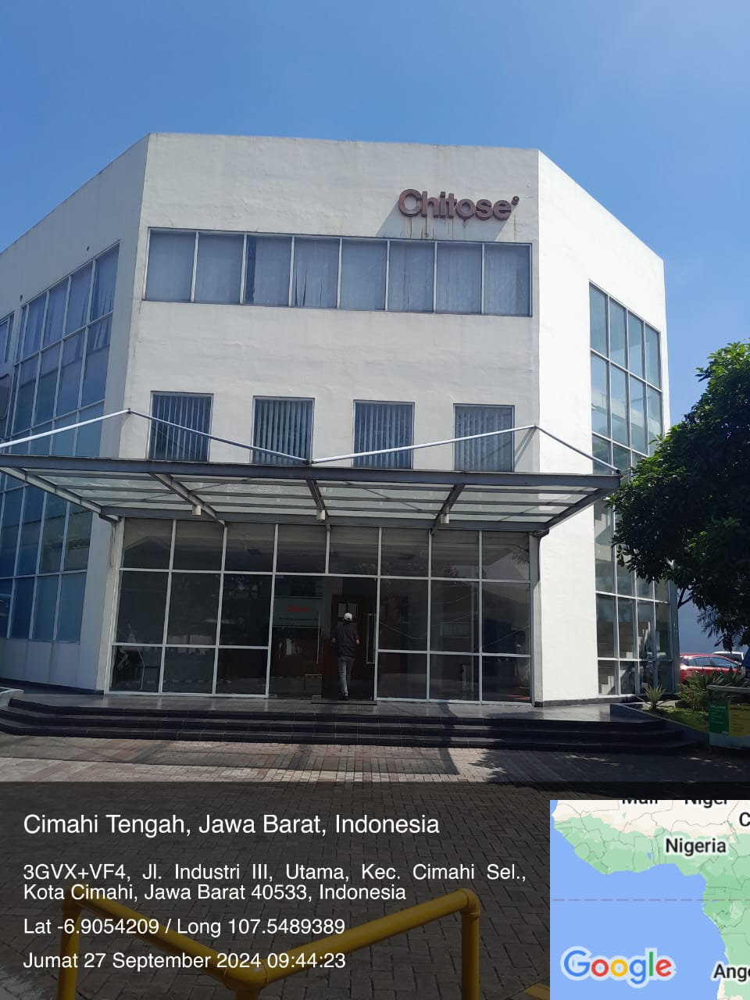 Chitose
Cimahi Tengah, Jawa Barat, Indonesia
3GVX+VF4, Jl. Industri III, Utama, Kec. Cimahi Sel.,
Kota Cimahi, Jawa Barat 40533, Indonesia
Lat -6.9054209 / Long 107.5489389
Jumat 27 September 2024 09:44:23
Mali Niger
Nigeria
Google